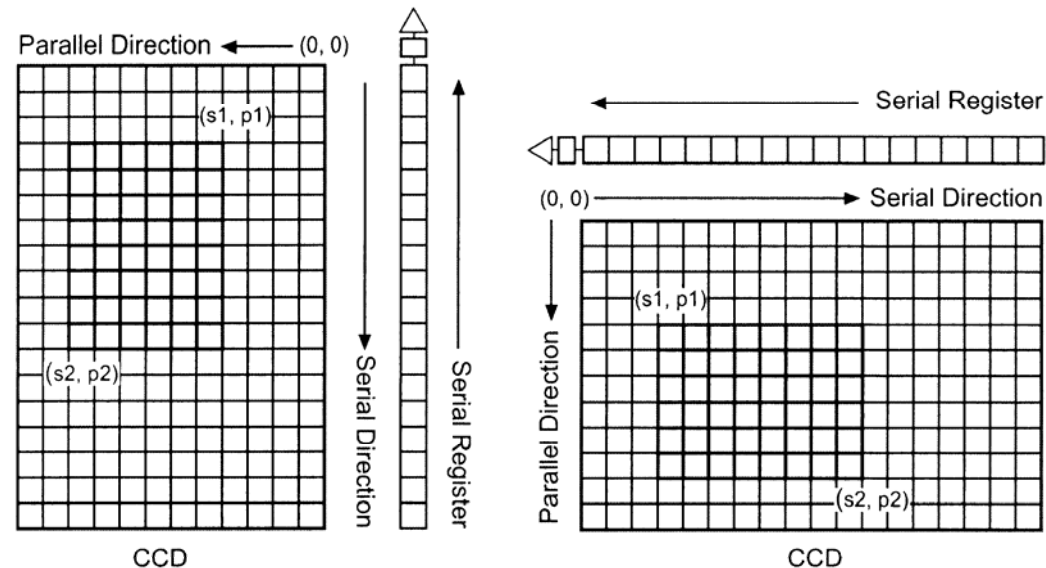 Parallel Direction
(0, 0)
(s1, p1)
(s2, p2)
Serial Direction
Serial Register
CCD
Serial Register
(0, 0)
Serial Direction
(s1, p1)
Parallel Direction
(s2, p2)
CCD